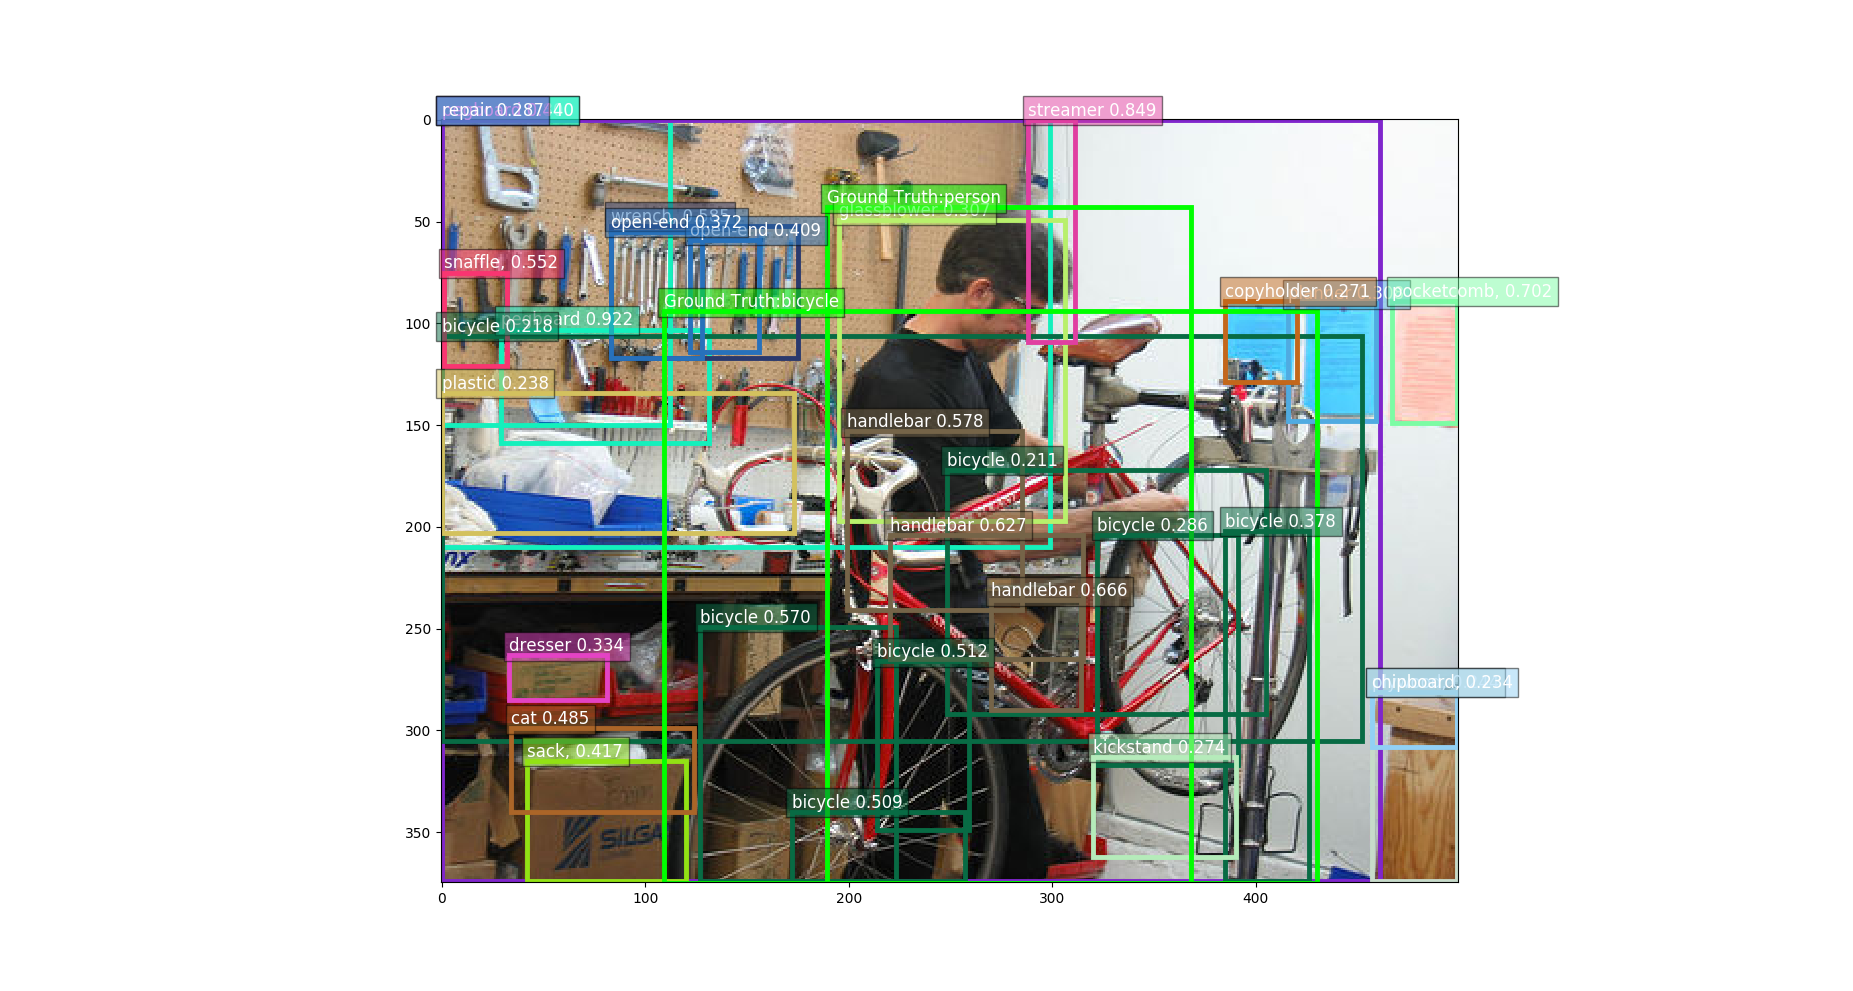 repair 0.287
40
streamer 0.849
0
Ground Truth:person
glassblower 0.307
wrench, 0.585
open-end 0.372
open-end 0.409
50
snaffle, 0.552
copyholder 0.271
pocketcomb, 0.702
Ground Truth:bicycle
pegboard 0.922
bicycle 0.218
100
plastic 0.238
handlebar 0.578
150
bicycle 0.211
handlebar 0.627
bicycle 0.286
bicycle 0.378
200
nx
handlebar 0.666
bicycle 0.570
250
dresser 0.334
bicycle 0.512
chipboard, 0.234
cat 0.485
300
sack, 0.417
kickstand 0.274
bicycle 0.509
SILGA
350
0 100 200 300 400